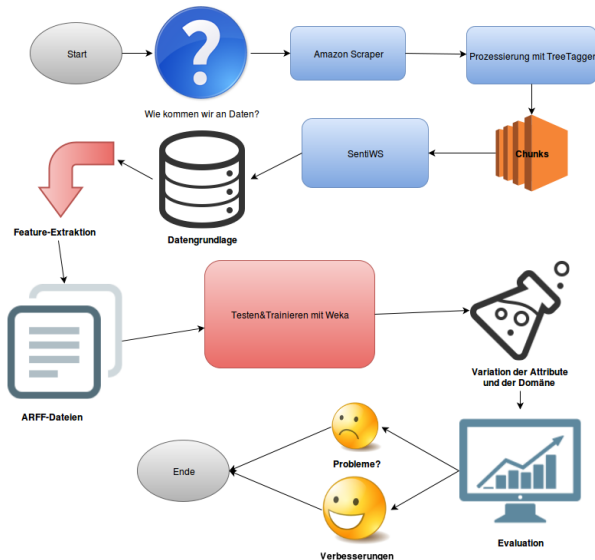 Start
Wie kommen wir an Daten?
Amazon Scraper
Prozessierung mit TreeTagger
Chunks
SentiWS
Datengrundlage
Feature-Extraktion
ARFF-Dateien
Testen&Trainieren mit Weka
Variation der Attribute
und der Domäne
Evaluation
Probleme?
Verbesserungen
Ende